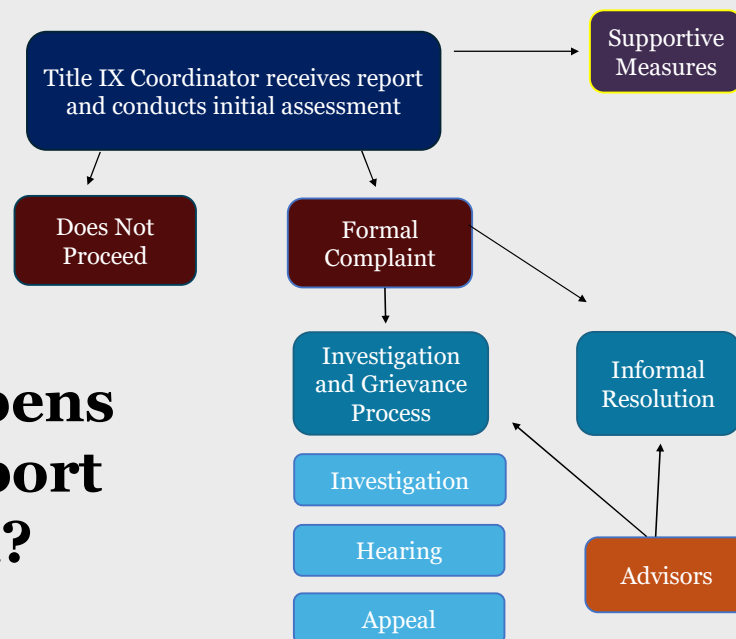 Supportive
Measures
Title IX Coordinator receives report
and conducts initial assessment
Does Not
Proceed
Formal
Complaint
Investigation
and Grievance
Process
Informal
Resolution
Investigation
Hearing
Appeal
Advisors